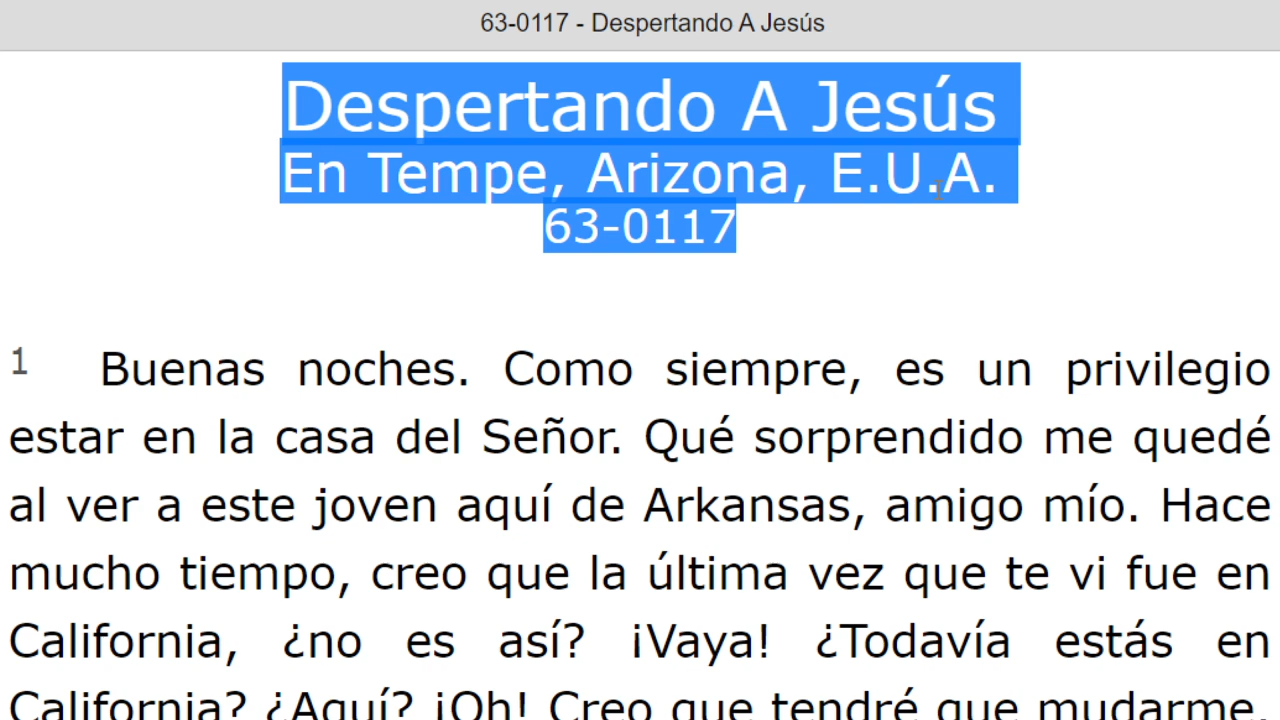 63-0117 - Despertando A Jesús
Despertando A Jesús
En Tempe, Arizona, E.U.A.
63-0117
1 Buenas noches. Como siempre, es un privilegio
estar en la casa del Señor. Qué sorprendido me quedé
al ver a este joven aquí de Arkansas, amigo mío. Hace
mucho tiempo, creo que la última vez que te vi fue en
California, ¿no es así? ¡Vaya! ¿Todavía estás en
California? ¿Aquí? ¡Oh! Creo que tendré que mudarme.